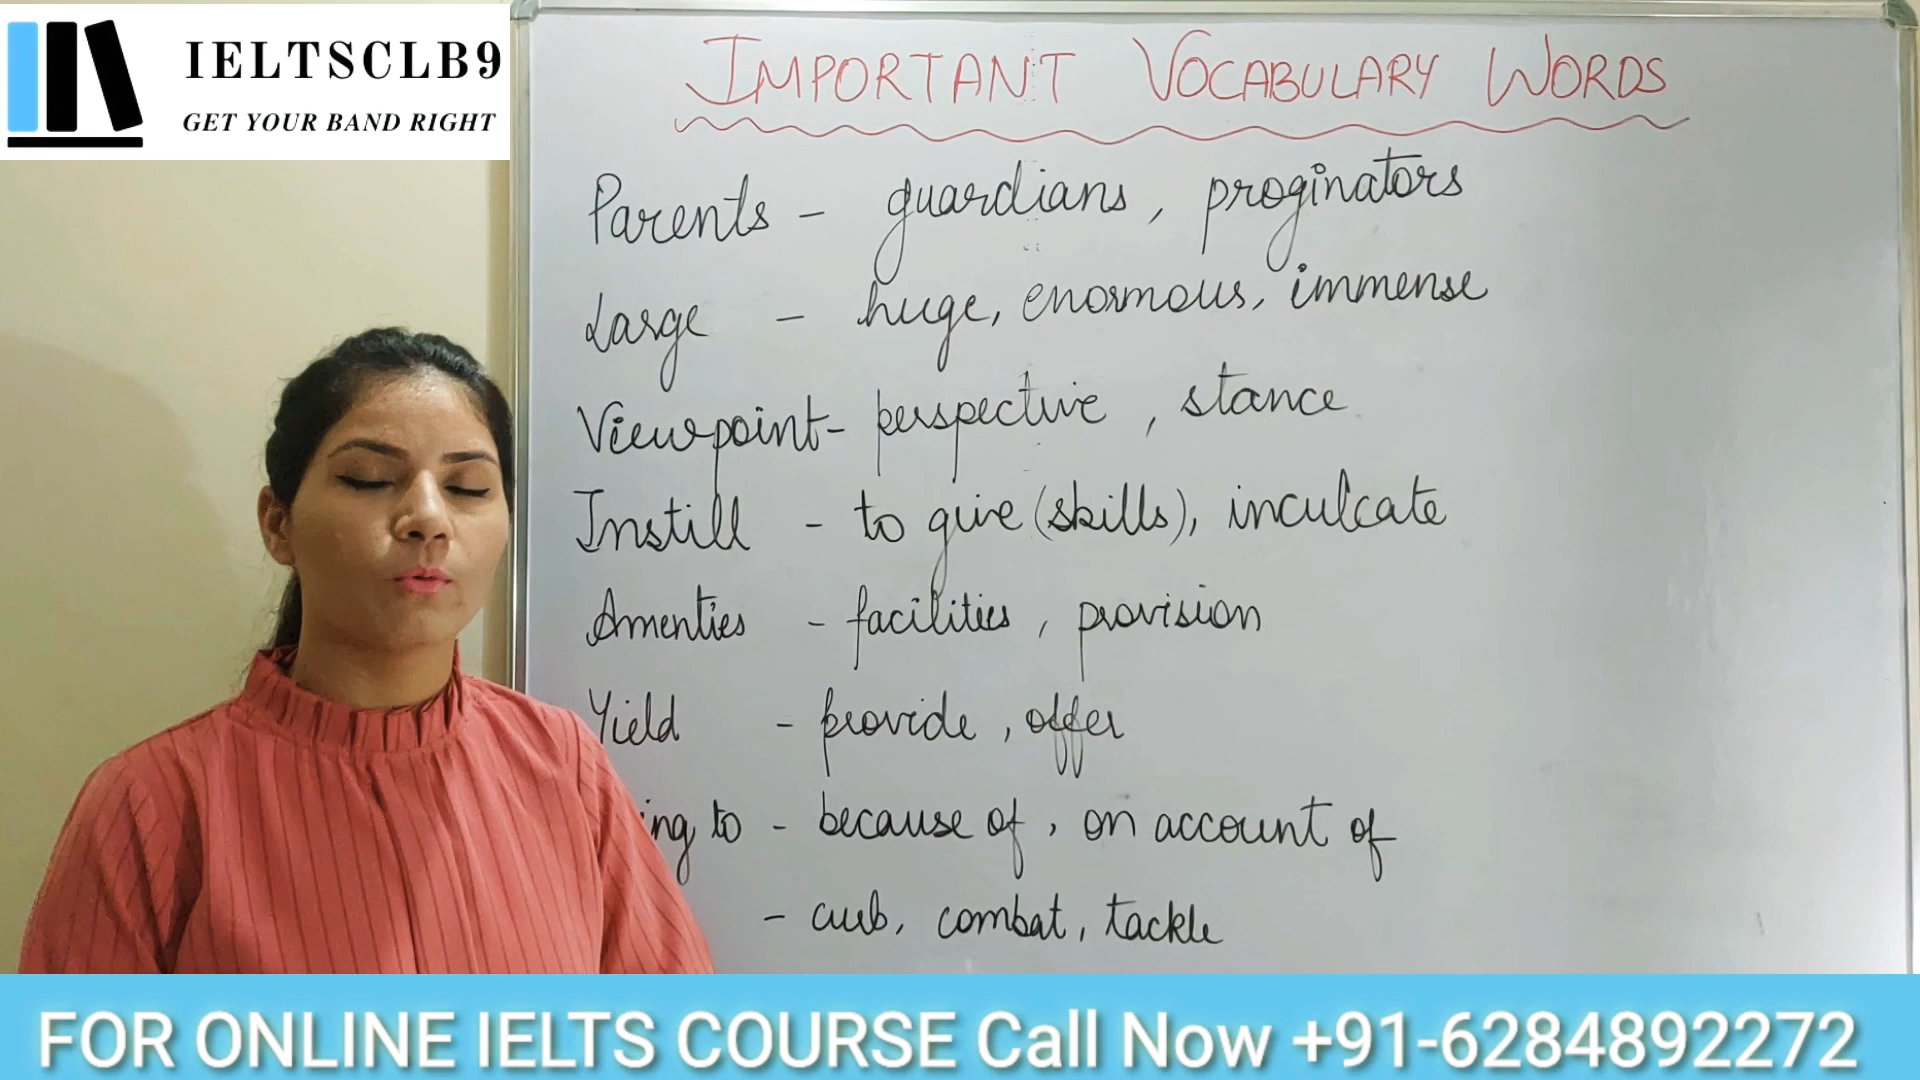 IELTSCLB9
GET YOUR BAND RIGHT
IMPORTANT VOCABULARY WORDS
Parents - guardians, proginators
Large - huge, enormous, immense
Viewpoint - perspective, stance
Instill - to give (skills), inculcate
Amenties - facilities, provision
Yield - provide, offer
ing to - because of, on account of
- curb, combat, tackle
FOR ONLINE IELTS COURSE Call Now +91-6284892272